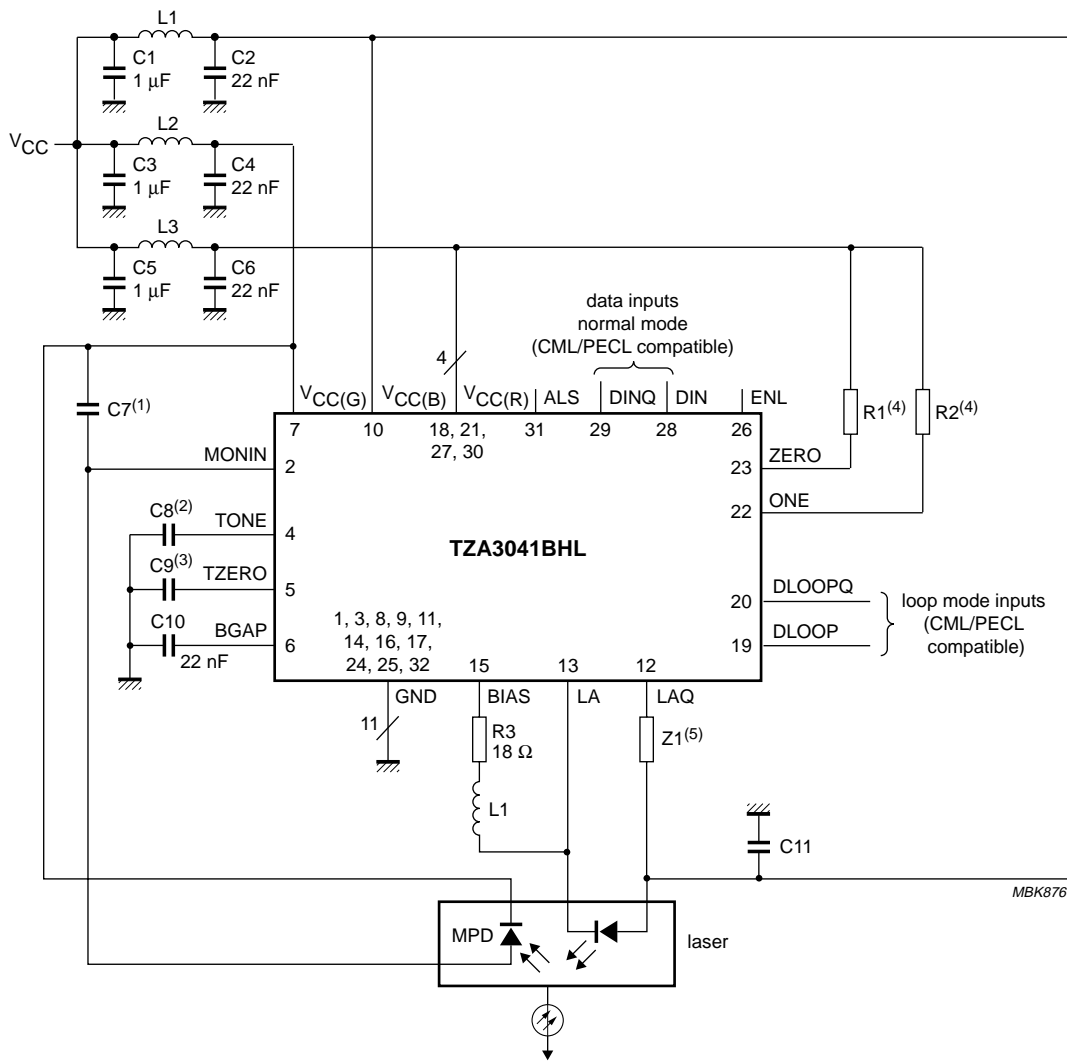 L1
C1
1 μF
C2
22 nF
L2
VCC
C3
1 μF
C4
22 nF
L3
C5
1 μF
C6
22 nF
data inputs
normal mode
(CML/PECL compatible)
4
C7(1)
VCC(G)
VCC(B)
VCC(R)
ALS
DINQ
DIN
ENL
R1(4)
R2(4)
7
10
18, 21,
27, 30
31
29
28
26
MONIN
2
23
ZERO
22
ONE
C8(2)
TONE
4
TZA3041BHL
C9(3)
TZERO
5
C10
22 nF
BGAP
6
20
DLOOPQ
19
DLOOP
loop mode inputs
(CML/PECL
compatible)
1, 3, 8, 9, 11,
14, 16, 17,
24, 25, 32
15
13
12
GND
BIAS
LA
LAQ
11
R3
18 Ω
Z1(5)
L1
C11
MBK876
MPD
laser